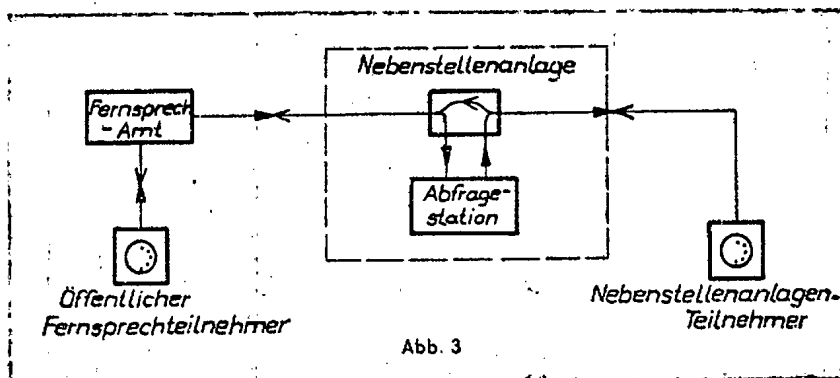 Nebenstellenanlage
Fernsprech
-Amt
Abfrage-
station
Öffentlicher
Fernsprechteilnehmer
Nebenstellenanlagen-
Teilnehmer
Abb. 3